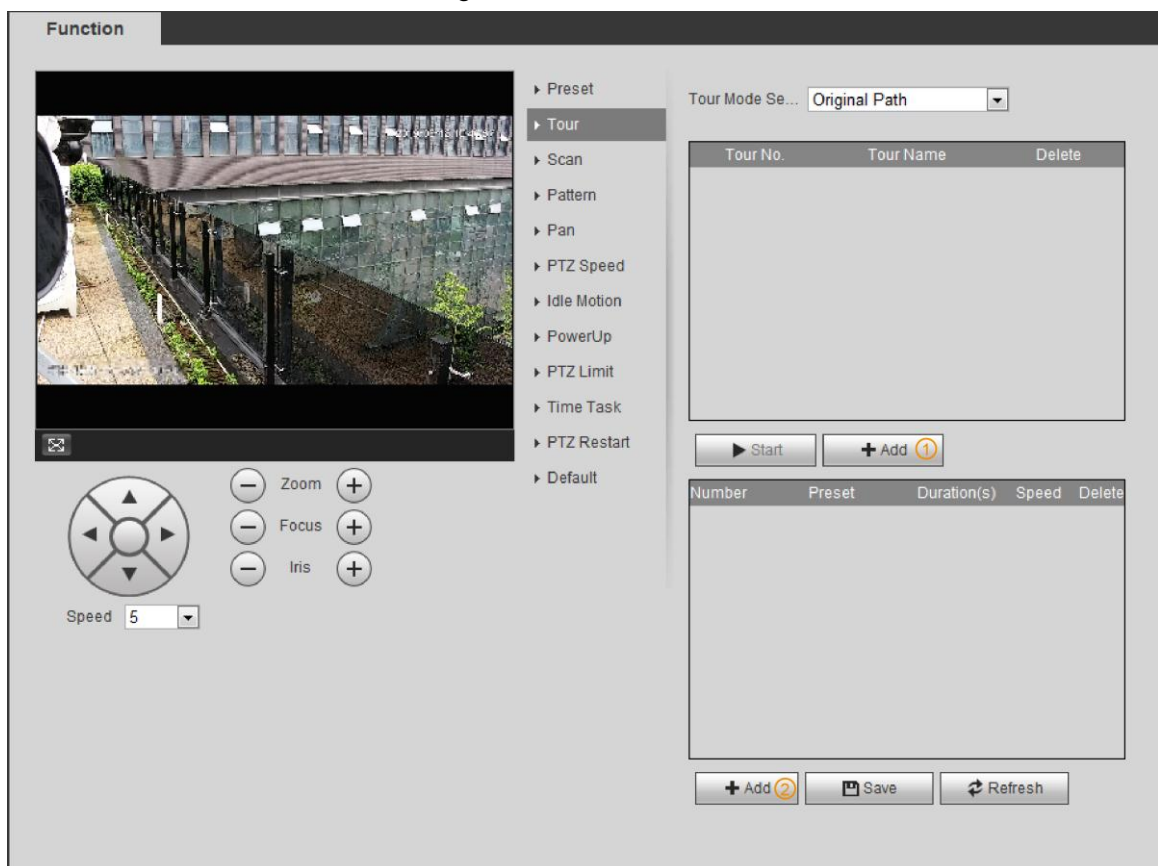 Function
Preset
Tour
Scan
Pattern
Pan
PTZ Speed
Idle Motion
PowerUp
PTZ Limit
Time Task
PTZ Restart
Default
Zoom
Focus
Iris
Speed 5
Tour Mode Se... Original Path
Tour No. Tour Name Delete
Start Add 1
Number Preset Duration(s) Speed Delete
Add 2 Save Refresh